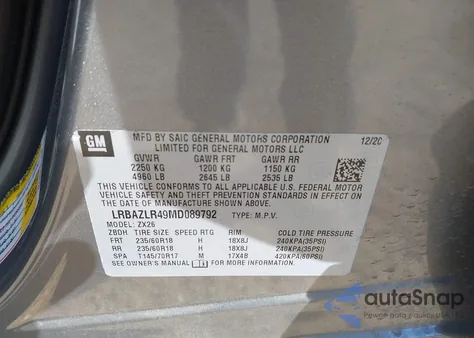 GM
MFD BY SAIC GENERAL MOTORS CORPORATION 12/20
LIMITED FOR GENERAL MOTORS LLC
GVWR GAWR FRT GAWR RR
2250 KG 1200 KG 1150 KG
4960 LB 2645 LB 2535 LB
THIS VEHICLE CONFORMS TO ALL APPLICABLE U.S. FEDERAL MOTOR
VEHICLE SAFETY AND THEFT PREVENTION STANDARDS IN EFFECT ON
THE DATE OF MANUFACTURE SHOWN ABOVE.
LRBAZLR49MD089792 TYPE: M.P.V.
MODEL: ZX26
ZBDH TIRE SIZE SPEED RTG RIM COLD TIRE PRESSURE
FRT 235/60R18 H 18X8J 240KPA(35PSI)
RR 235/60R18 H 18X8J 240KPA(35PSI)
SPA T145/70R17 M 17X4B 420KPA(60PSI)
SEE OWNER'S MANUAL FOR MORE INFORMATION.
autoSnap